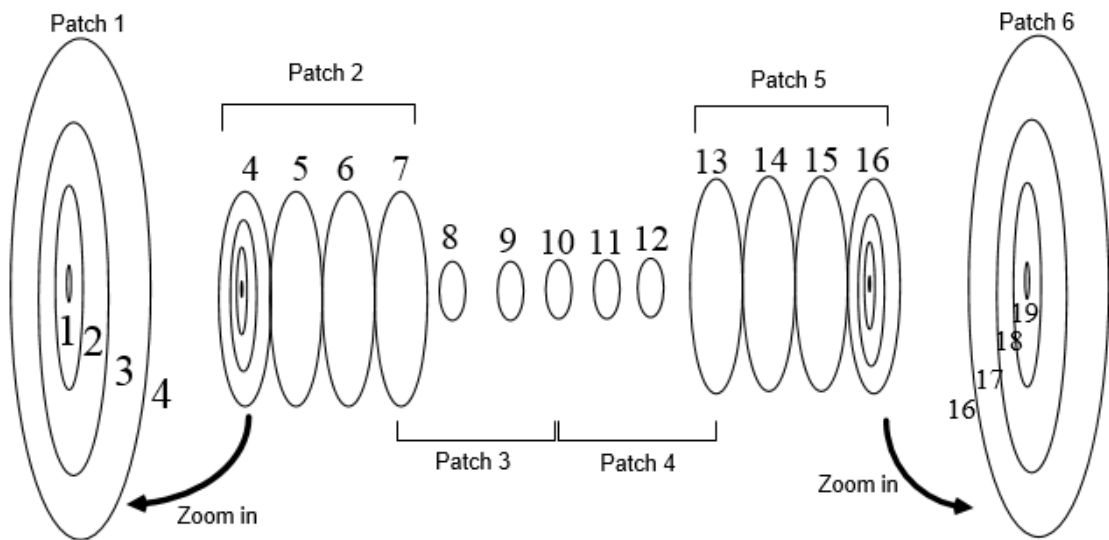 Patch 1
Patch 6
Patch 2
Patch 5
4 5 6 7
13 14 15 16
8 9 10 11 12
1
2
3
4
19
18
17
16
Patch 3
Patch 4
Zoom in
Zoom in